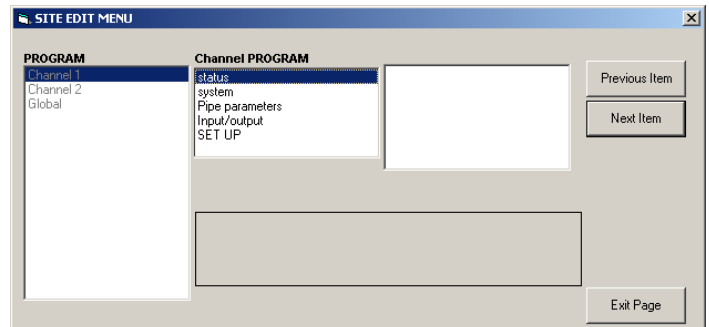 SITE EDIT MENU
PROGRAM
Channel 1
Channel 2
Global
Channel PROGRAM
status
system
Pipe parameters
Input/output
SET UP
Previous Item
Next Item
Exit Page